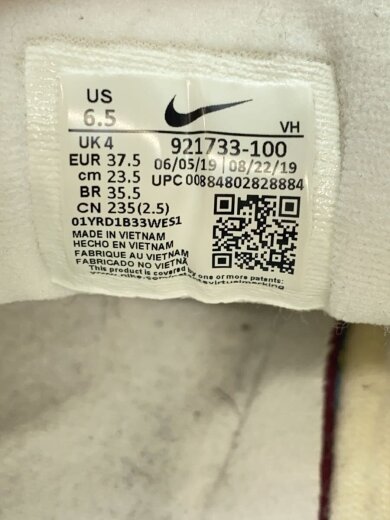 US
6.5
VH
UK 4
921733-100
EUR 37.5
06/05/19 08/22/19
cm 23.5
UPC 00884802828884
BR 35.5
CN 235(2.5)
01YRD1B33WES1
MADE IN VIETNAM
HECHO EN VIETNAM
FABRIQUE AU VIETNAM
FABRICADO NO VIETNÃ
This product is covered by one or more patents: